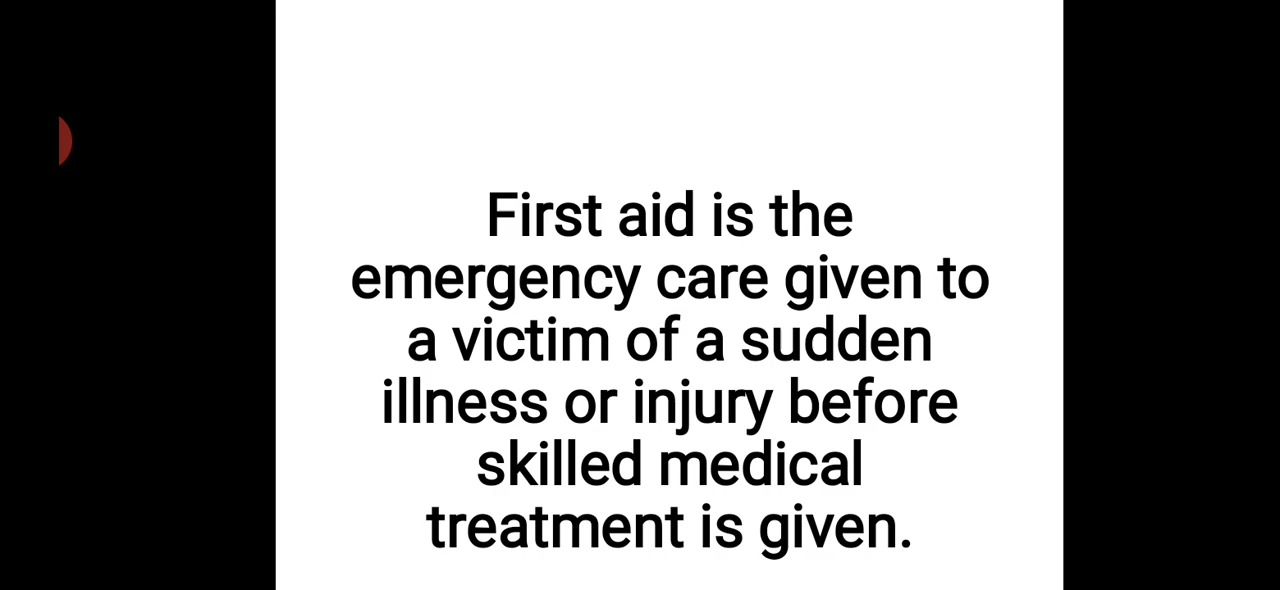 First aid is the
emergency care given to
a victim of a sudden
illness or injury before
skilled medical
treatment is given.